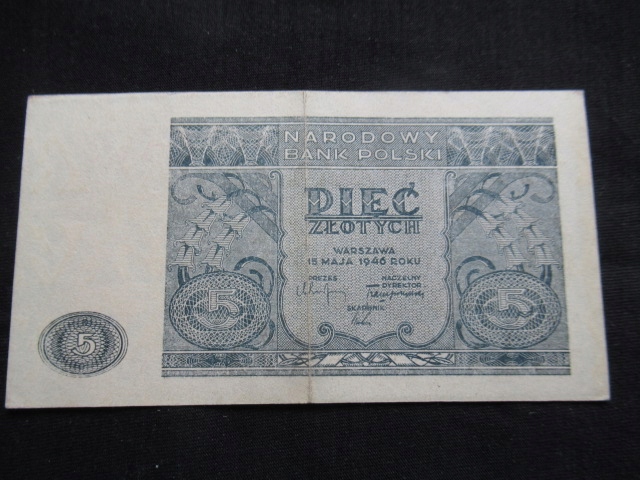 NARODOWY
BANK POLSKI
PIĘĆ
ZŁOTYCH
WARSZAWA
15 MAJA 1946 ROKU
PREZES
NACZELNY
DYREKTOR
SKARBNIK
5
5
5